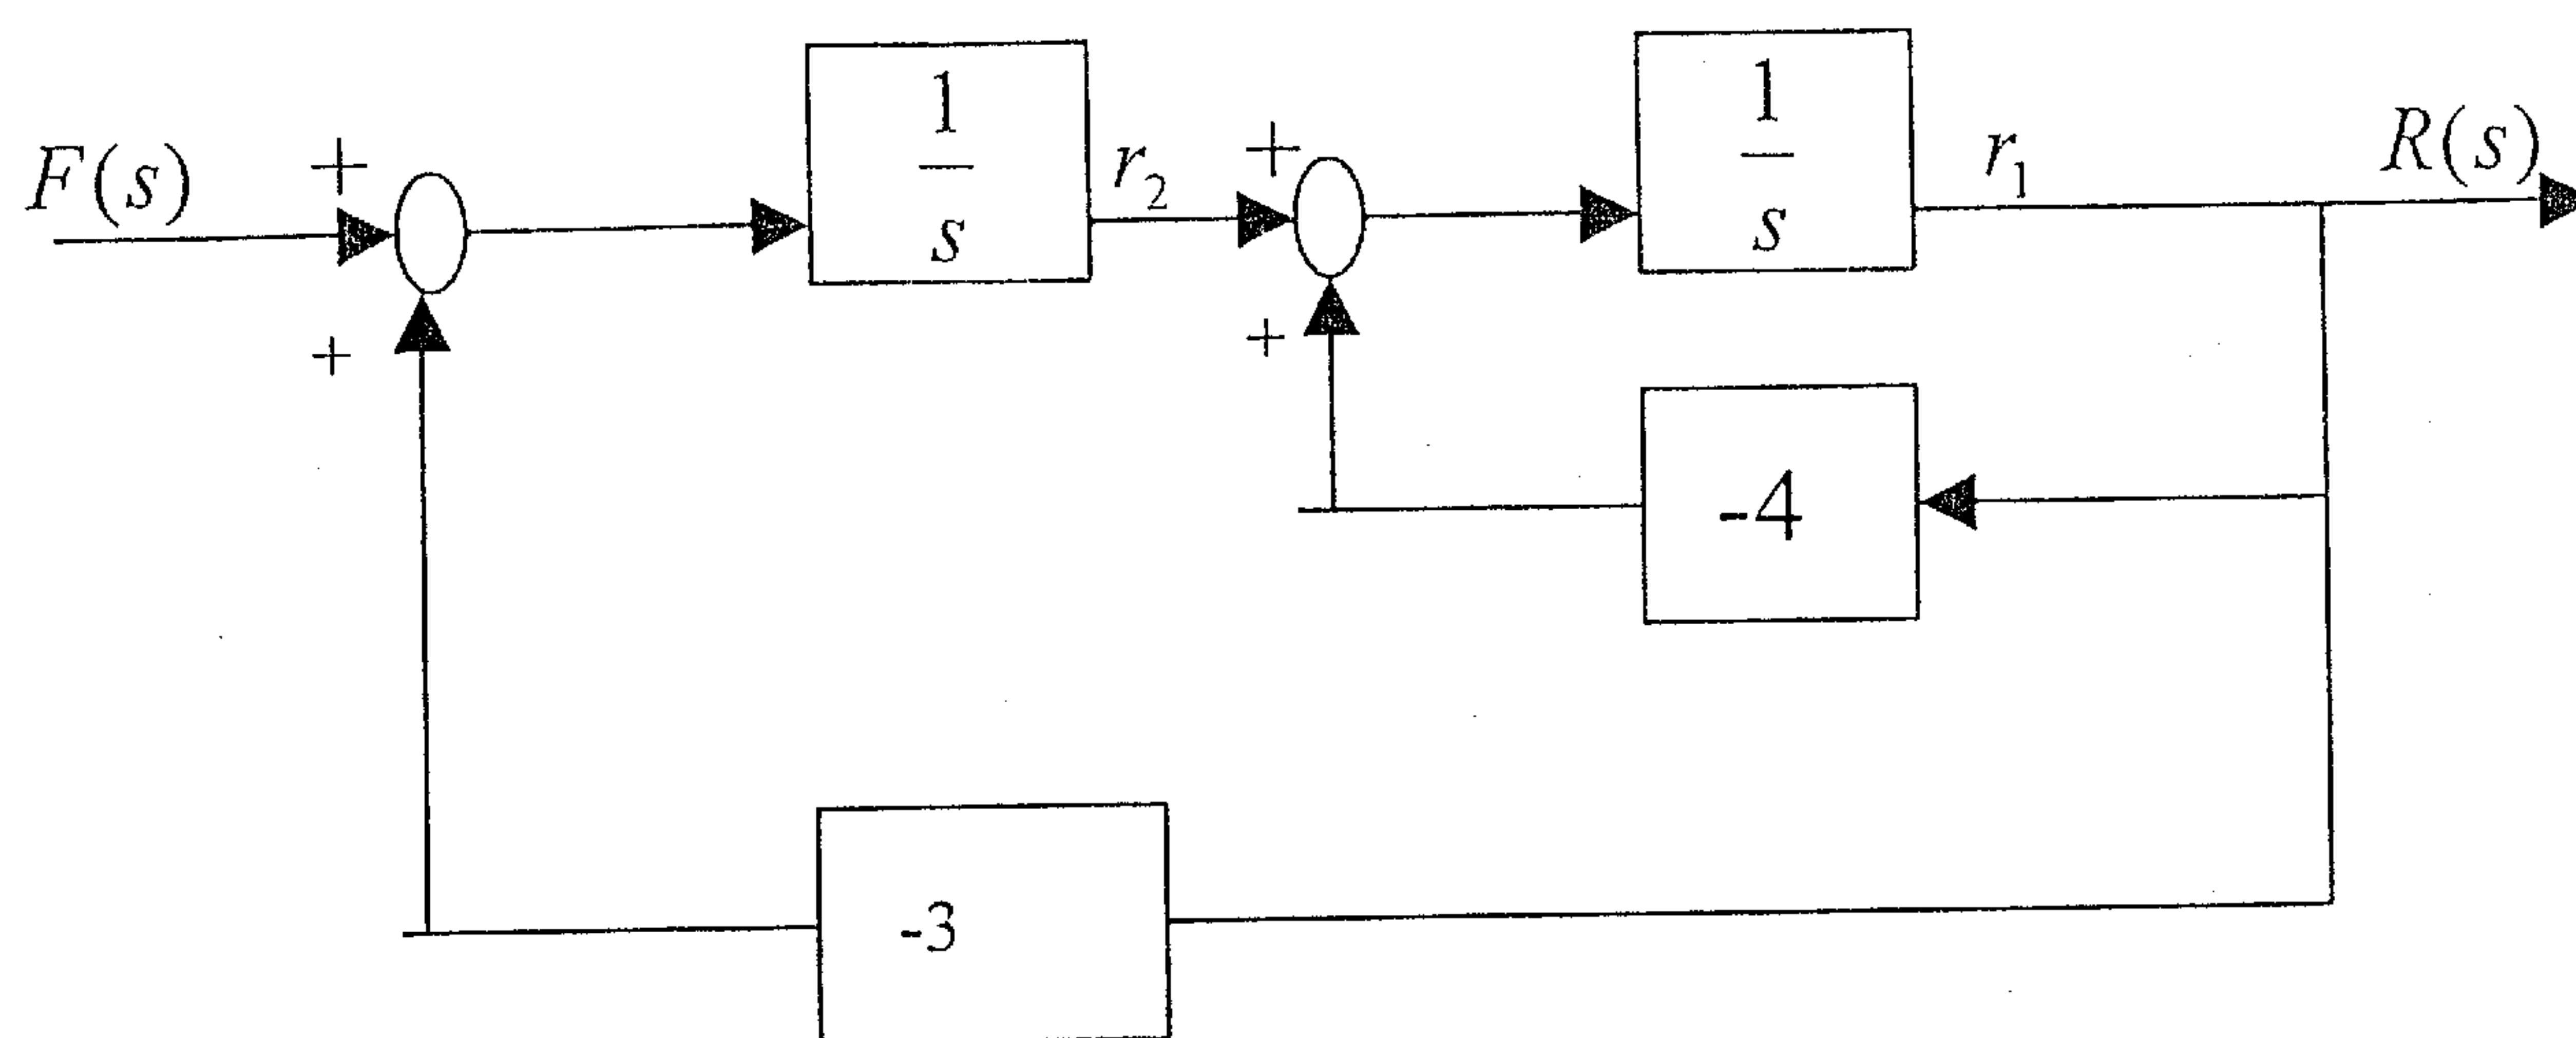 F(s)
+
+
1
s
r₂
+
+
1
s
r₁
R(s)
-4
-3